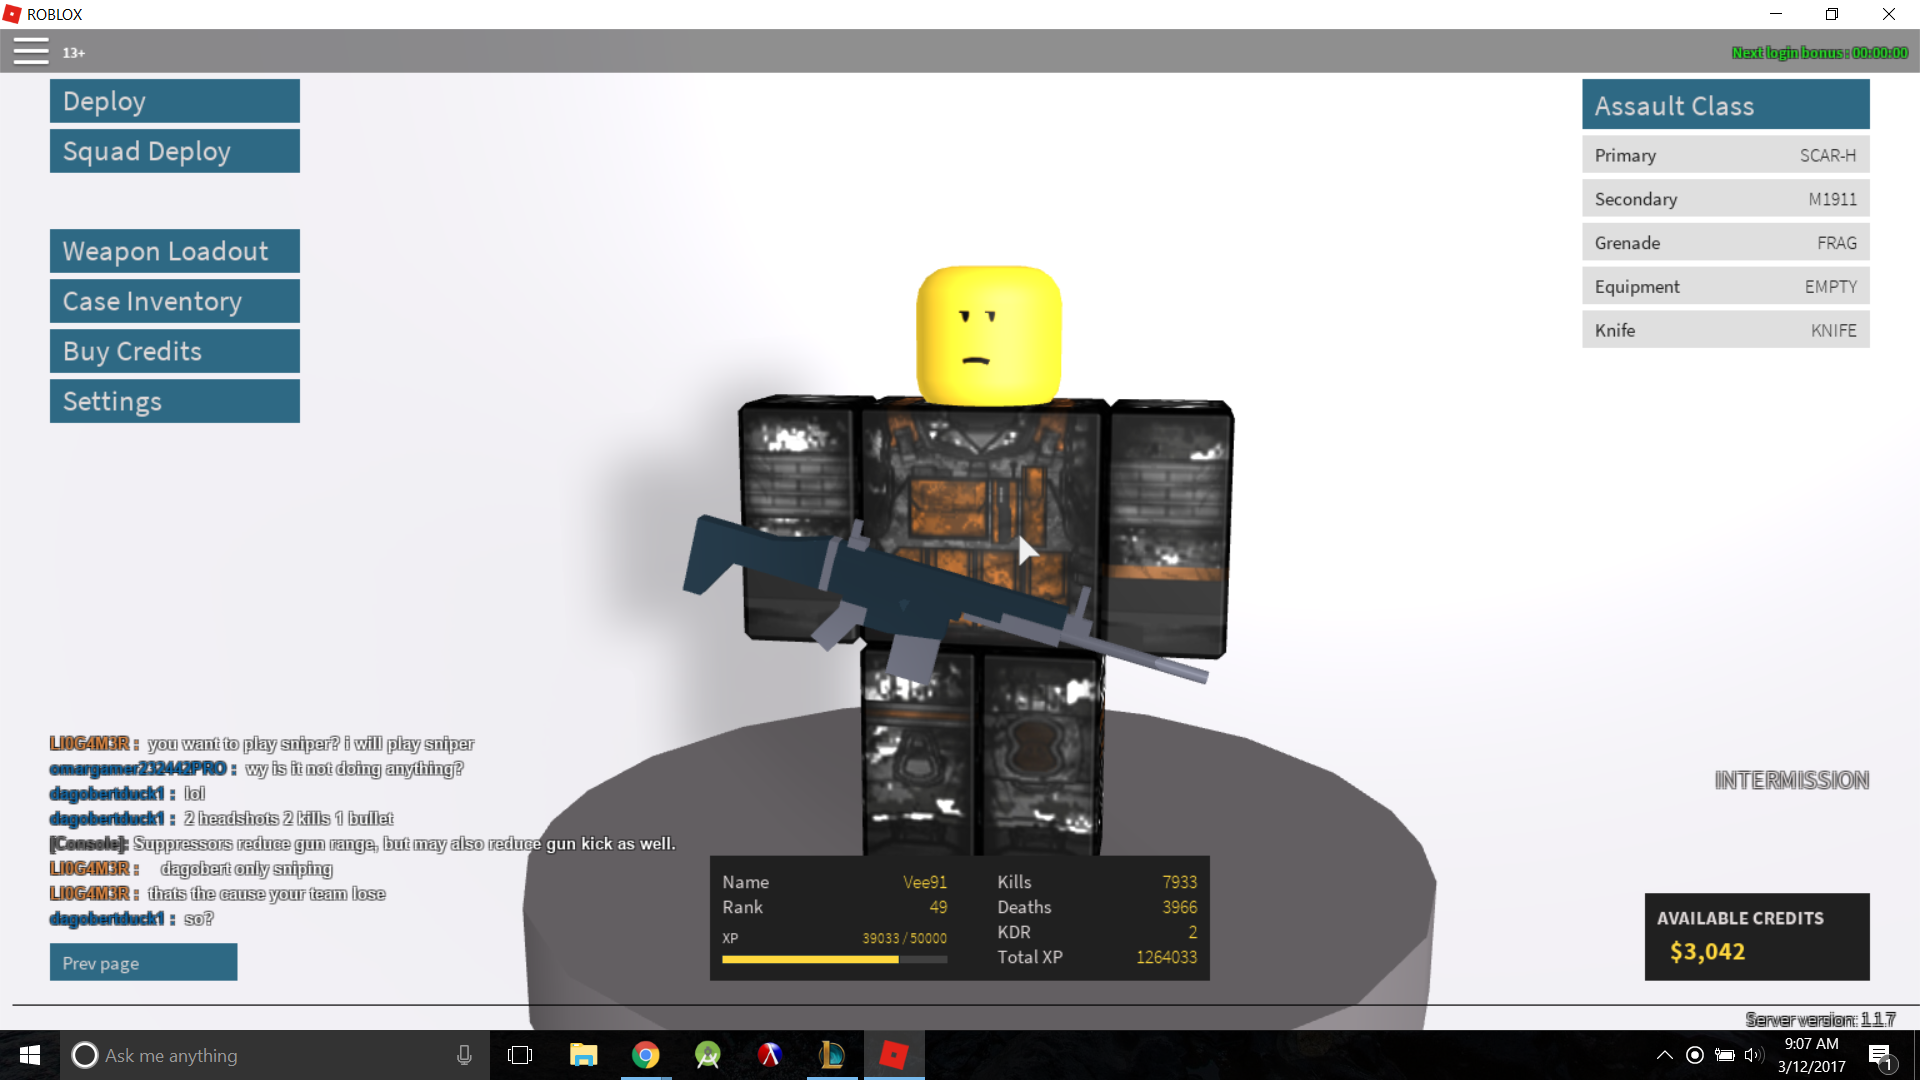 ROBLOX
13+
Next login bonus: 00:00:00
Deploy
Squad Deploy
Weapon Loadout
Case Inventory
Buy Credits
Settings
Assault Class
Primary SCAR-H
Secondary M1911
Grenade FRAG
Equipment EMPTY
Knife KNIFE
LI0G4M3R : you want to play sniper? i will play sniper
omargamer232442PRO : wy is it not doing anything?
dagobertduck1 : lol
dagobertduck1 : 2 headshots 2 kills 1 bullet
[Console]: Suppressors reduce gun range, but may also reduce gun kick as well.
LI0G4M3R : dagobert only sniping
LI0G4M3R : thats the cause your team lose
dagobertduck1 : so?
Prev page
Name Vee91
Rank 49
XP 39033 / 50000
Kills 7933
Deaths 3966
KDR 2
Total XP 1264033
INTERMISSION
AVAILABLE CREDITS
$3,042
Server version: 1.1.7
Ask me anything
9:07 AM
3/12/2017
1